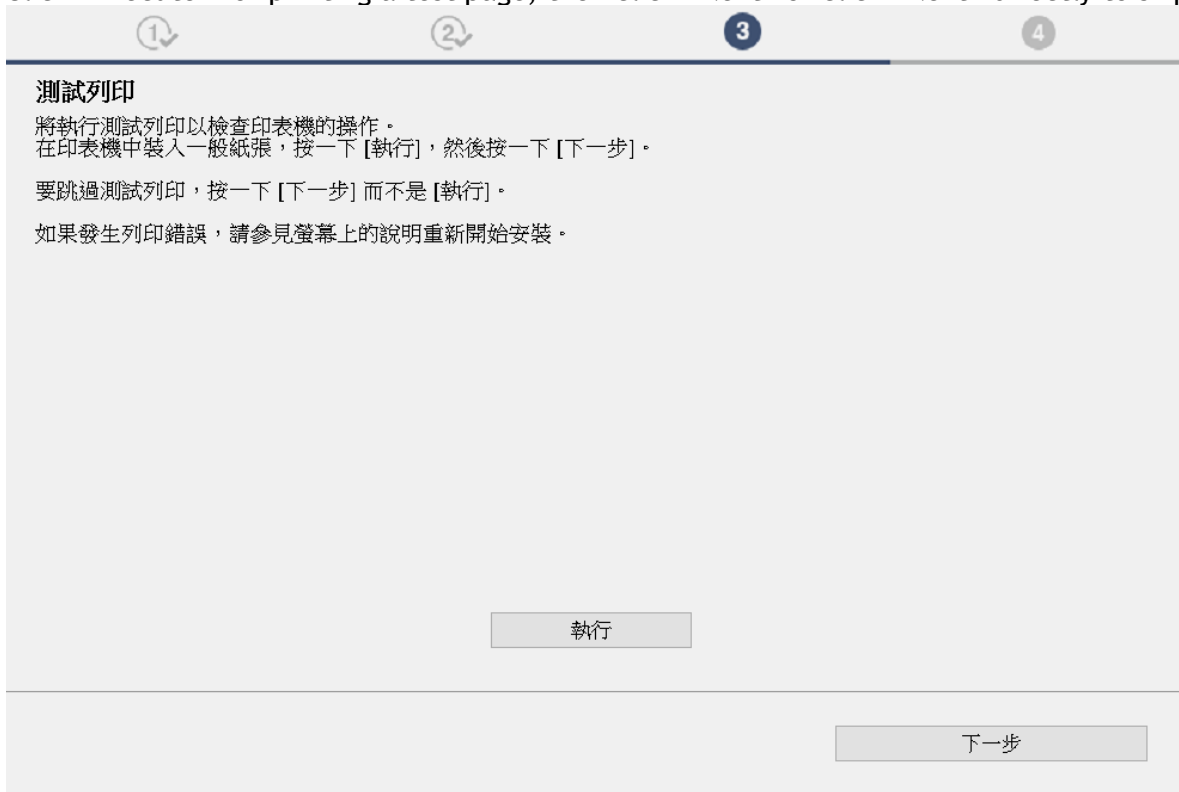 1
2
3
4
測試列印
將執行測試列印以檢查印表機的操作。
在印表機中裝入一般紙張，按一下 [執行]，然後按一下 [下一步]。
要跳過測試列印，按一下 [下一步] 而不是 [執行]。
如果發生列印錯誤，請參見螢幕上的說明重新開始安裝。
執行
下一步